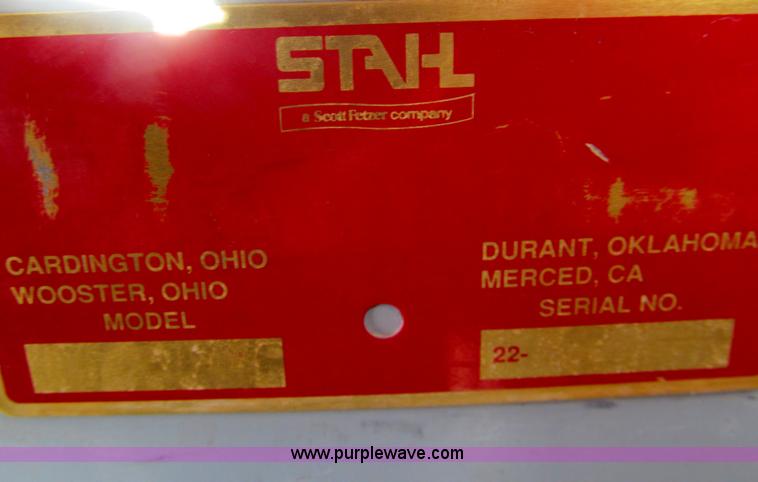 STAHL
a Scott Fetzer company
CARDINGTON, OHIO
WOOSTER, OHIO
MODEL
DURANT, OKLAHOMA
MERCED, CA
SERIAL NO.
22-
www.purplewave.com